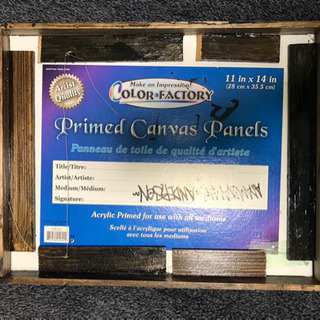 Artist
Quality
Make an Impression!
COLOR FACTORY
11 in x 14 in
(28 cm x 35.5 cm)
Primed Canvas Panels
Panneau de toile de qualité d'artiste
Title/Titre:
Artist/Artiste:
Medium/Médium:
Signature:
Acrylic Primed for use with all mediums
Scellé à l'acrylique pour utilisation
avec tous les mediums